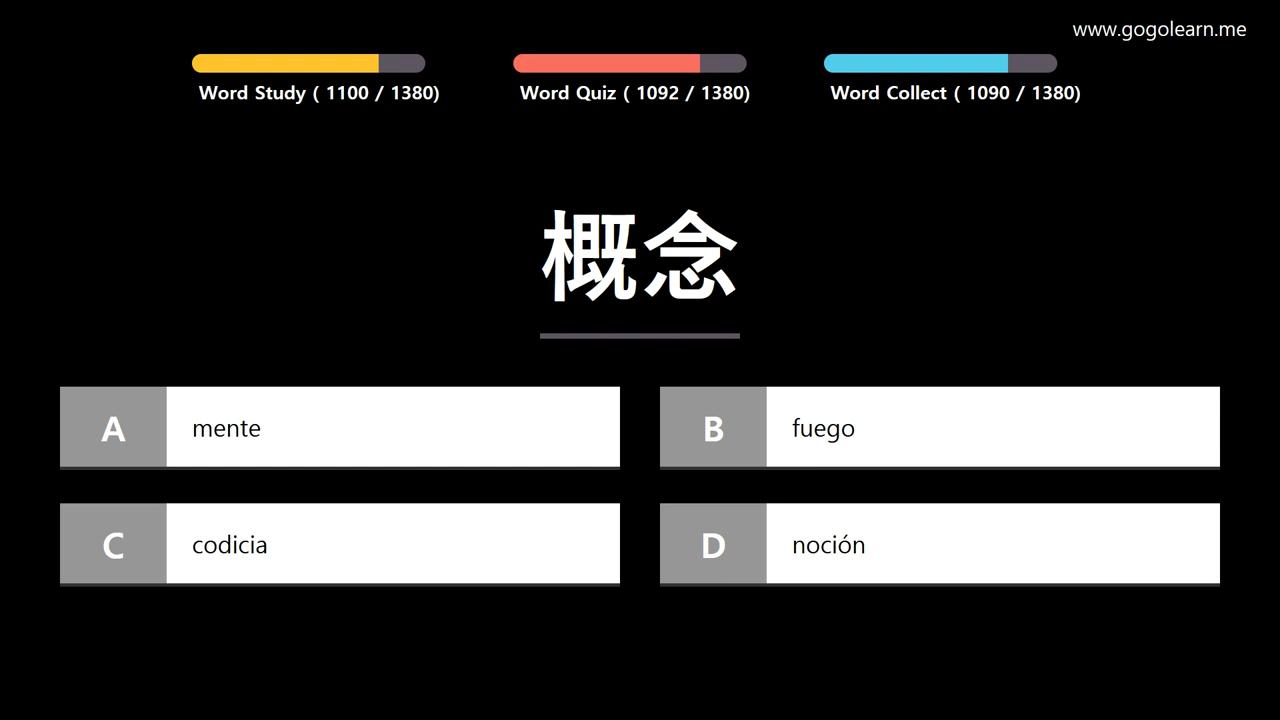 www.gogolearn.me
Word Study ( 1100 / 1380)
Word Quiz ( 1092 / 1380)
Word Collect ( 1090 / 1380)
概念
A mente
B fuego
C codicia
D noción